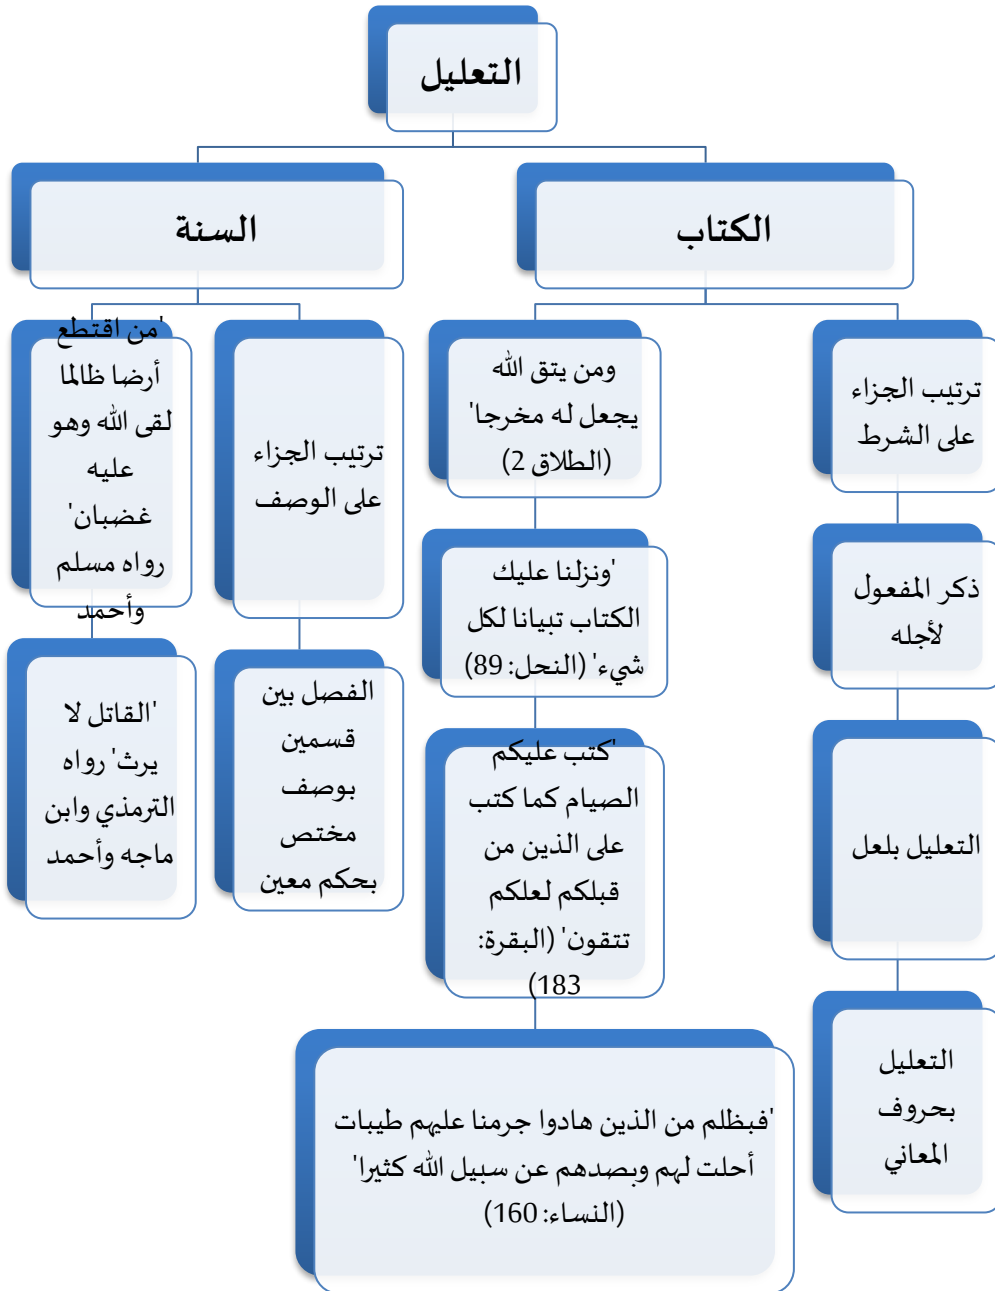 التعليل
الكتاب
السنة
ترتيب الجزاء
على الشرط
ذكر المفعول
لأجله
التعليل بلعل
التعليل
بحروف
المعاني
ومن يتق الله
يجعل له مخرجا'
(الطلاق 2)
'ونزلنا عليك
الكتاب تبيانا لكل
شيء' (النحل: 89)
'كتب عليكم
الصيام كما كتب
على الذين من
قبلكم لعلكم
تتقون' (البقرة:
183)
'فبظلم من الذين هادوا جرمنا عليهم طيبات
أحلت لهم وبصدهم عن سبيل الله كثيرا'
(النساء: 160)
ترتيب الجزاء
على الوصف
الفصل بين
قسمين
بوصف
مختص
بحكم معين
'من اقتطع
أرضا ظالما
لقى الله وهو
عليه
غضبان'
رواه مسلم
وأحمد
'القاتل لا
يرث' رواه
الترمذي وابن
ماجه وأحمد